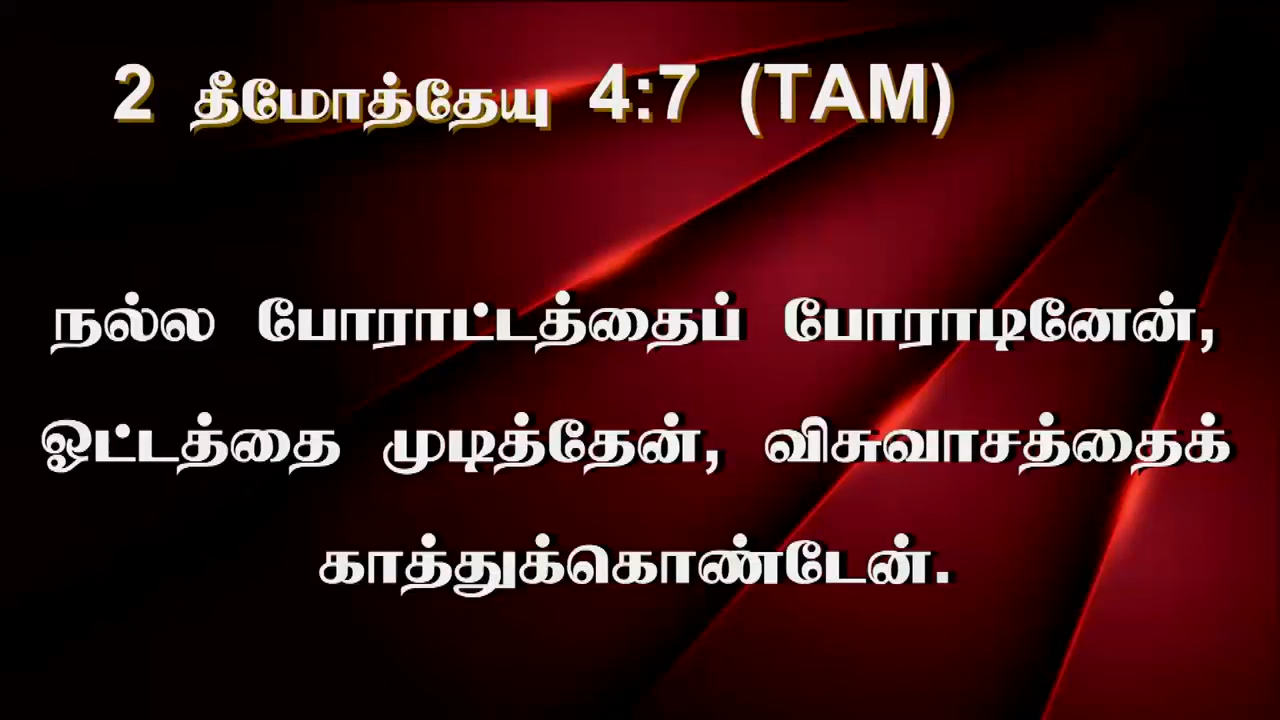 2 தீமோத்தேயு 4:7 (TAM)
நல்ல போராட்டத்தைப் போராடினேன்,
ஓட்டத்தை முடித்தேன், விசுவாசத்தைக்
காத்துக்கொண்டேன்.